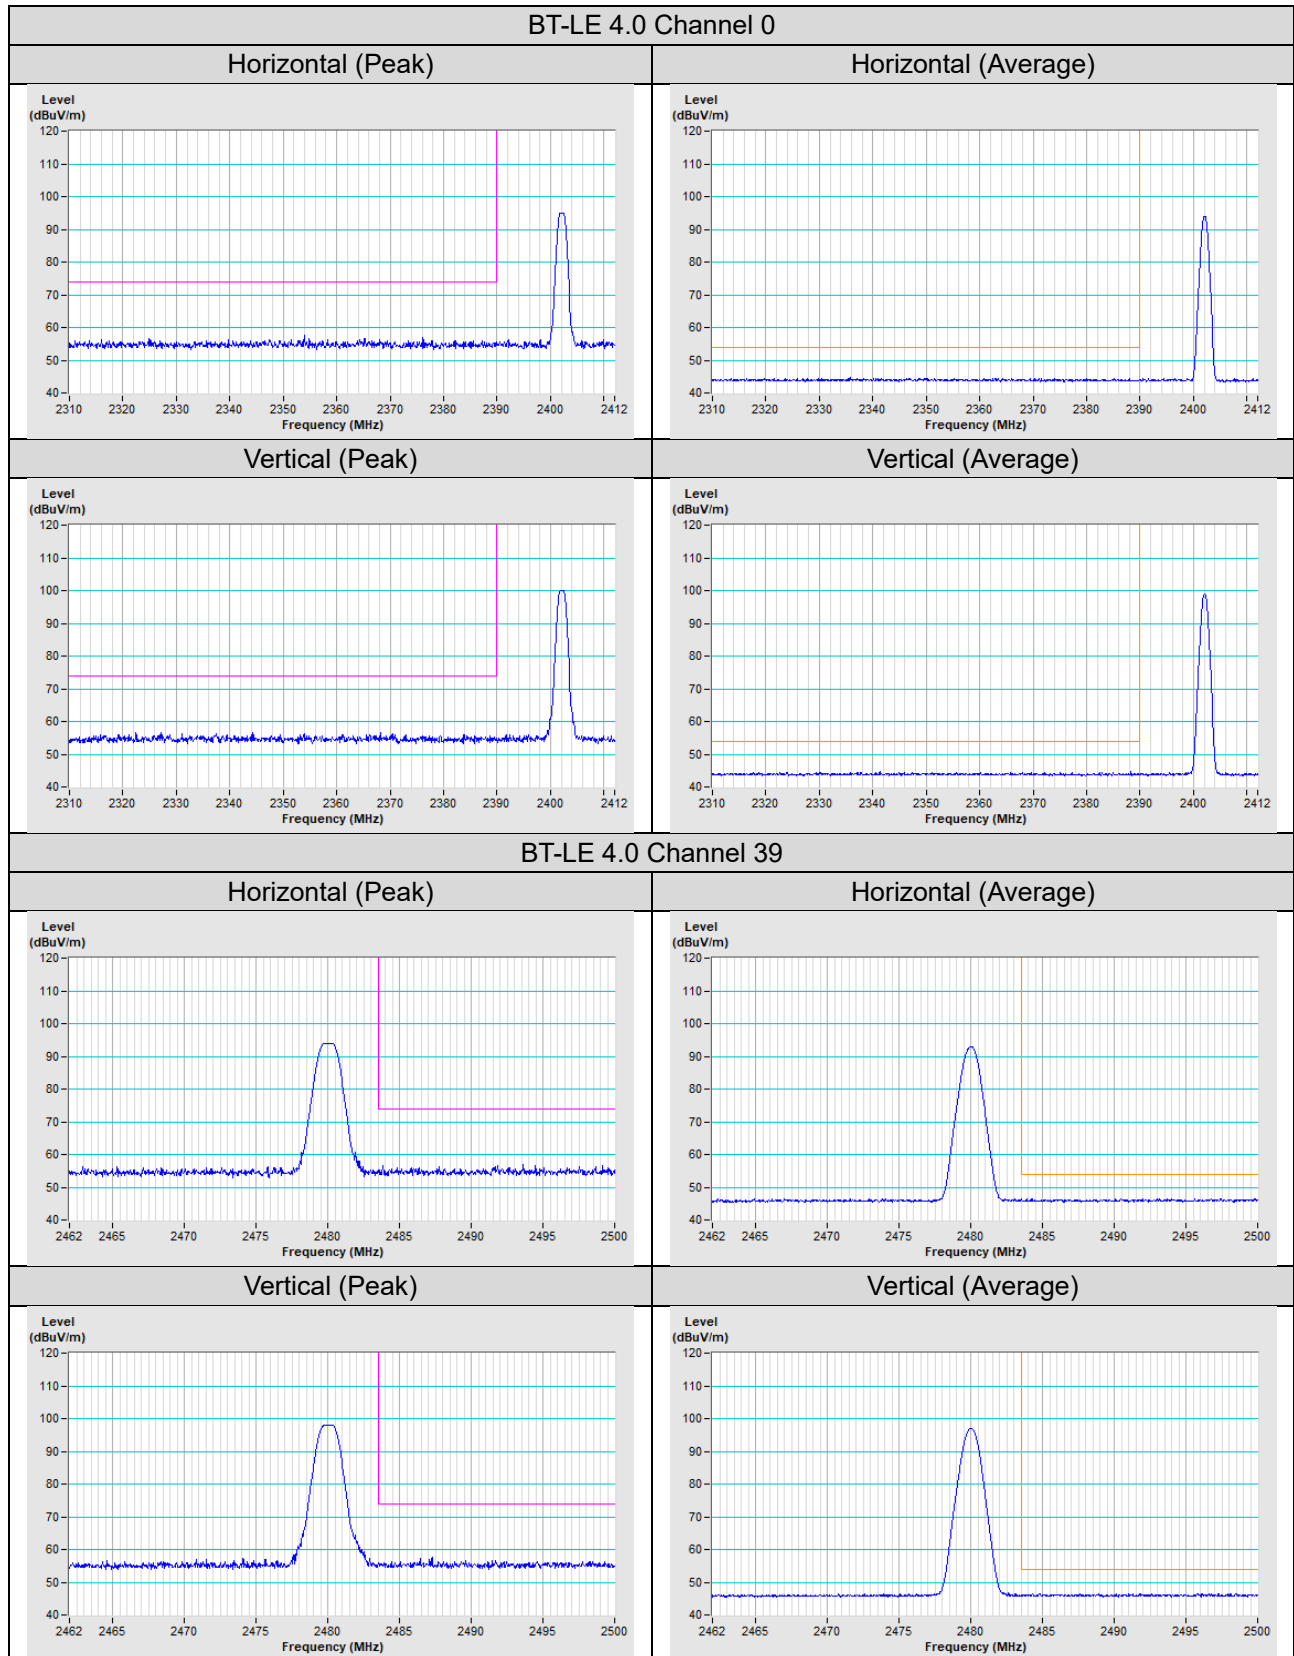 BT-LE 4.0 Channel 0
Horizontal (Peak)
Horizontal (Average)
Level
(dBuV/m)
120
110
100
90
80
70
60
50
40
2310 2320 2330 2340 2350 2360 2370 2380 2390 2400 2412
Frequency (MHz)
Level
(dBuV/m)
120
110
100
90
80
70
60
50
40
2310 2320 2330 2340 2350 2360 2370 2380 2390 2400 2412
Frequency (MHz)
Vertical (Peak)
Vertical (Average)
Level
(dBuV/m)
120
110
100
90
80
70
60
50
40
2310 2320 2330 2340 2350 2360 2370 2380 2390 2400 2412
Frequency (MHz)
Level
(dBuV/m)
120
110
100
90
80
70
60
50
40
2310 2320 2330 2340 2350 2360 2370 2380 2390 2400 2412
Frequency (MHz)
BT-LE 4.0 Channel 39
Horizontal (Peak)
Horizontal (Average)
Level
(dBuV/m)
120
110
100
90
80
70
60
50
40
2462 2465 2470 2475 2480 2485 2490 2495 2500
Frequency (MHz)
Level
(dBuV/m)
120
110
100
90
80
70
60
50
40
2462 2465 2470 2475 2480 2485 2490 2495 2500
Frequency (MHz)
Vertical (Peak)
Vertical (Average)
Level
(dBuV/m)
120
110
100
90
80
70
60
50
40
2462 2465 2470 2475 2480 2485 2490 2495 2500
Frequency (MHz)
Level
(dBuV/m)
120
110
100
90
80
70
60
50
40
2462 2465 2470 2475 2480 2485 2490 2495 2500
Frequency (MHz)